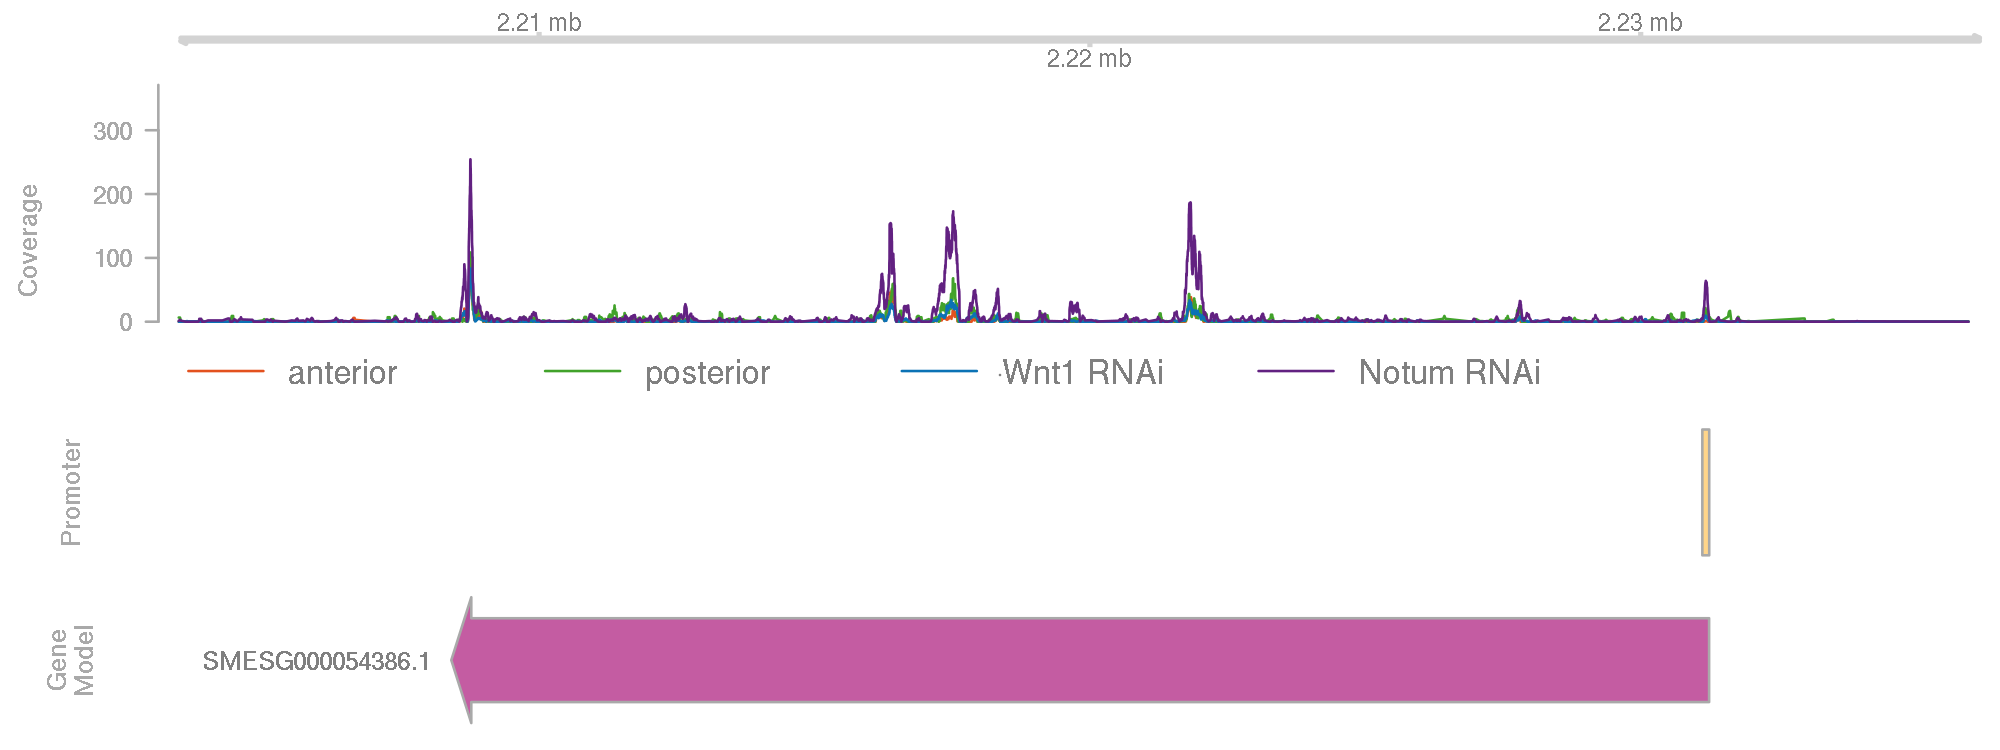 2.21 mb
2.23 mb
2.22 mb
Coverage
300
200
100
0
anterior
posterior
Wnt1 RNAi
Notum RNAi
Promoter
Gene
Model
SMESG000054386.1